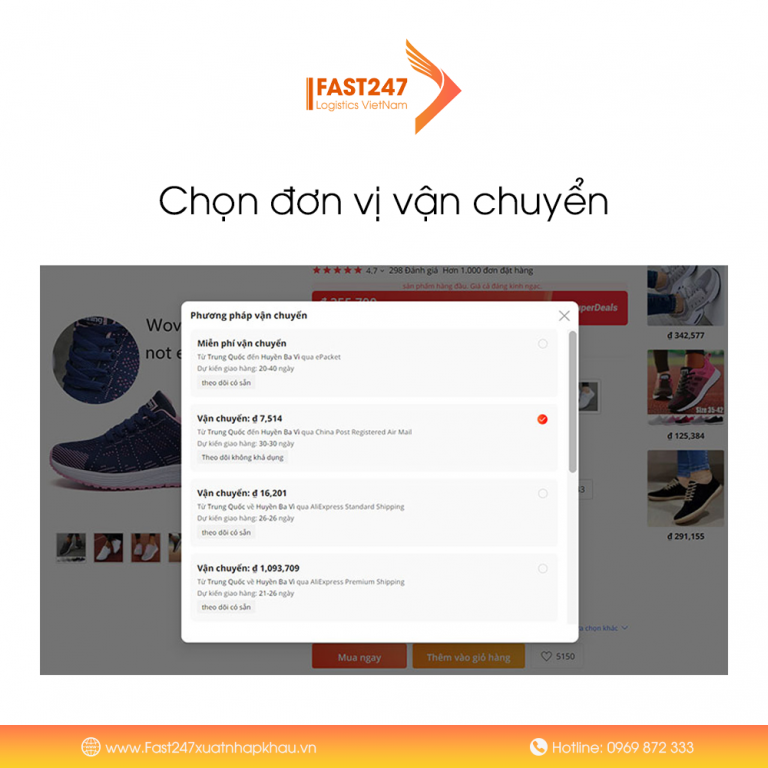 FAST247
Logistics VietNam
Chọn đơn vị vận chuyển
4,7
298 Đánh giá Hơn 1.000 đơn đặt hàng
sản phẩm hàng đầu. Giá cả đáng kinh ngạc.
Wov
not e
Phương pháp vận chuyển
Miễn phí vận chuyển
Từ Trung Quốc đến Huyện Ba Vì qua ePacket
Dự kiến giao hàng: 20-40 ngày
theo dõi có sẵn
Vận chuyển: ₫ 7,514
Từ Trung Quốc đến Huyện Ba Vì qua China Post Registered Air Mail
Dự kiến giao hàng: 30-30 ngày
Theo dõi không khả dụng
Vận chuyển: ₫ 16,201
Từ Trung Quốc về Huyện Ba Vì qua AliExpress Standard Shipping
Dự kiến giao hàng: 26-26 ngày
theo dõi có sẵn
Vận chuyển: ₫ 1,093,709
Từ Trung Quốc về Huyện Ba Vì qua AliExpress Premium Shipping
Dự kiến giao hàng: 21-26 ngày
theo dõi có sẵn
perDeals
₫ 342,577
Size 35-42
₫ 125,384
₫ 291,155
chọn khác
Mua ngay
Thêm vào giỏ hàng
5150
www.Fast247xuatnhapkhau.vn
Hotline: 0969 872 333